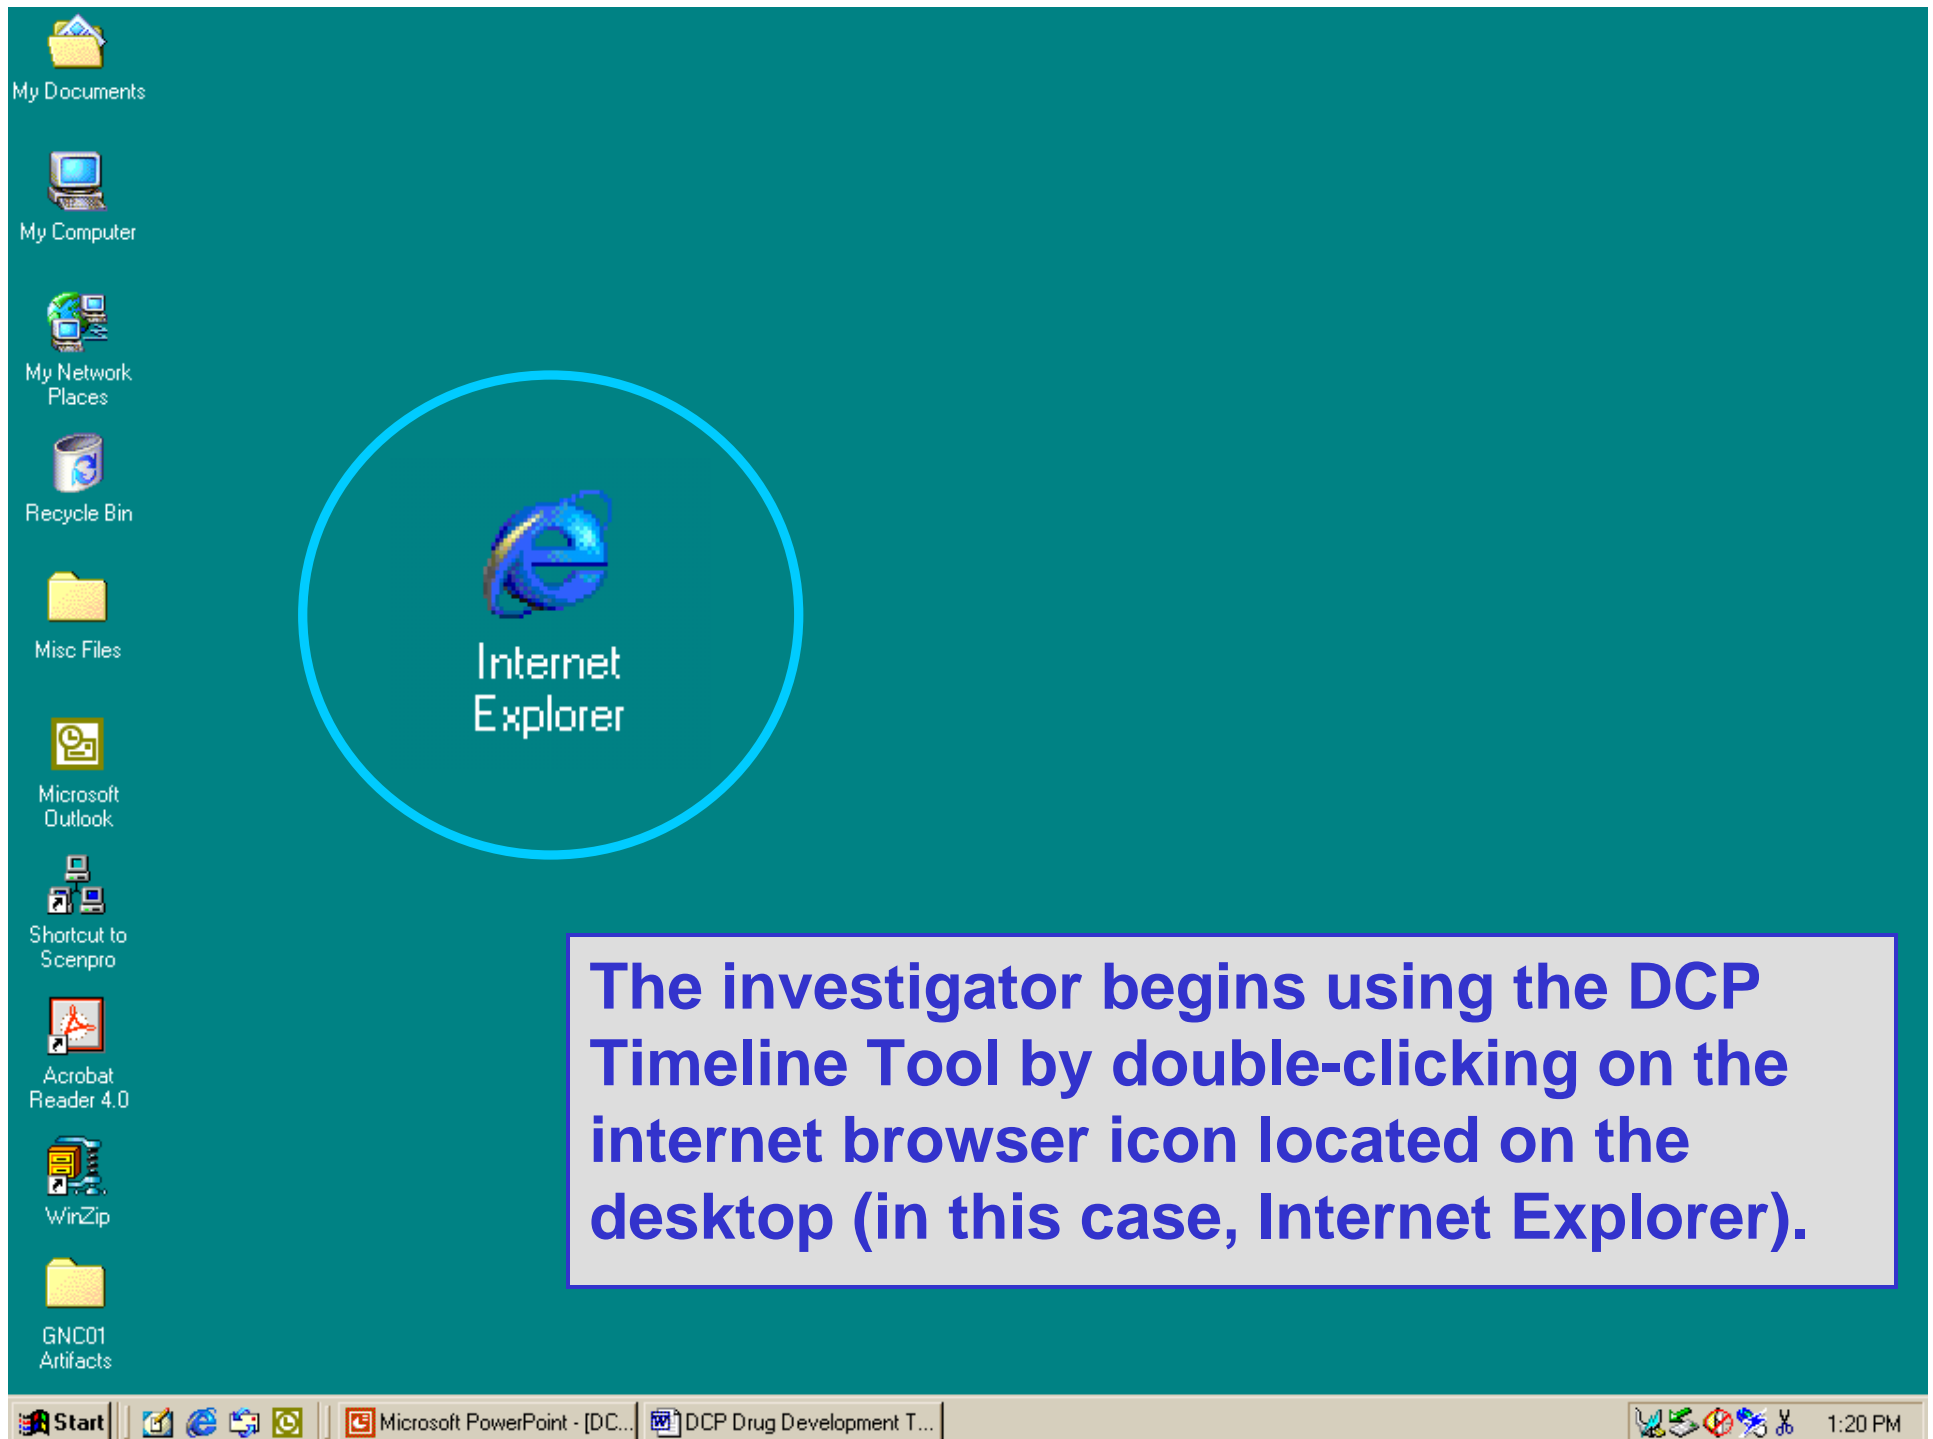 My Documents
My Computer
My Network
Places
Recycle Bin
Misc Files
Microsoft
Outlook
Shortcut to
Scenpro
Acrobat
Reader 4.0
WinZip
GNC01
Artifacts
Internet
Explorer
The investigator begins using the DCP
Timeline Tool by double-clicking on the
internet browser icon located on the
desktop (in this case, Internet Explorer).
Start
Microsoft PowerPoint - [DC...
DCP Drug Development T...
1:20 PM